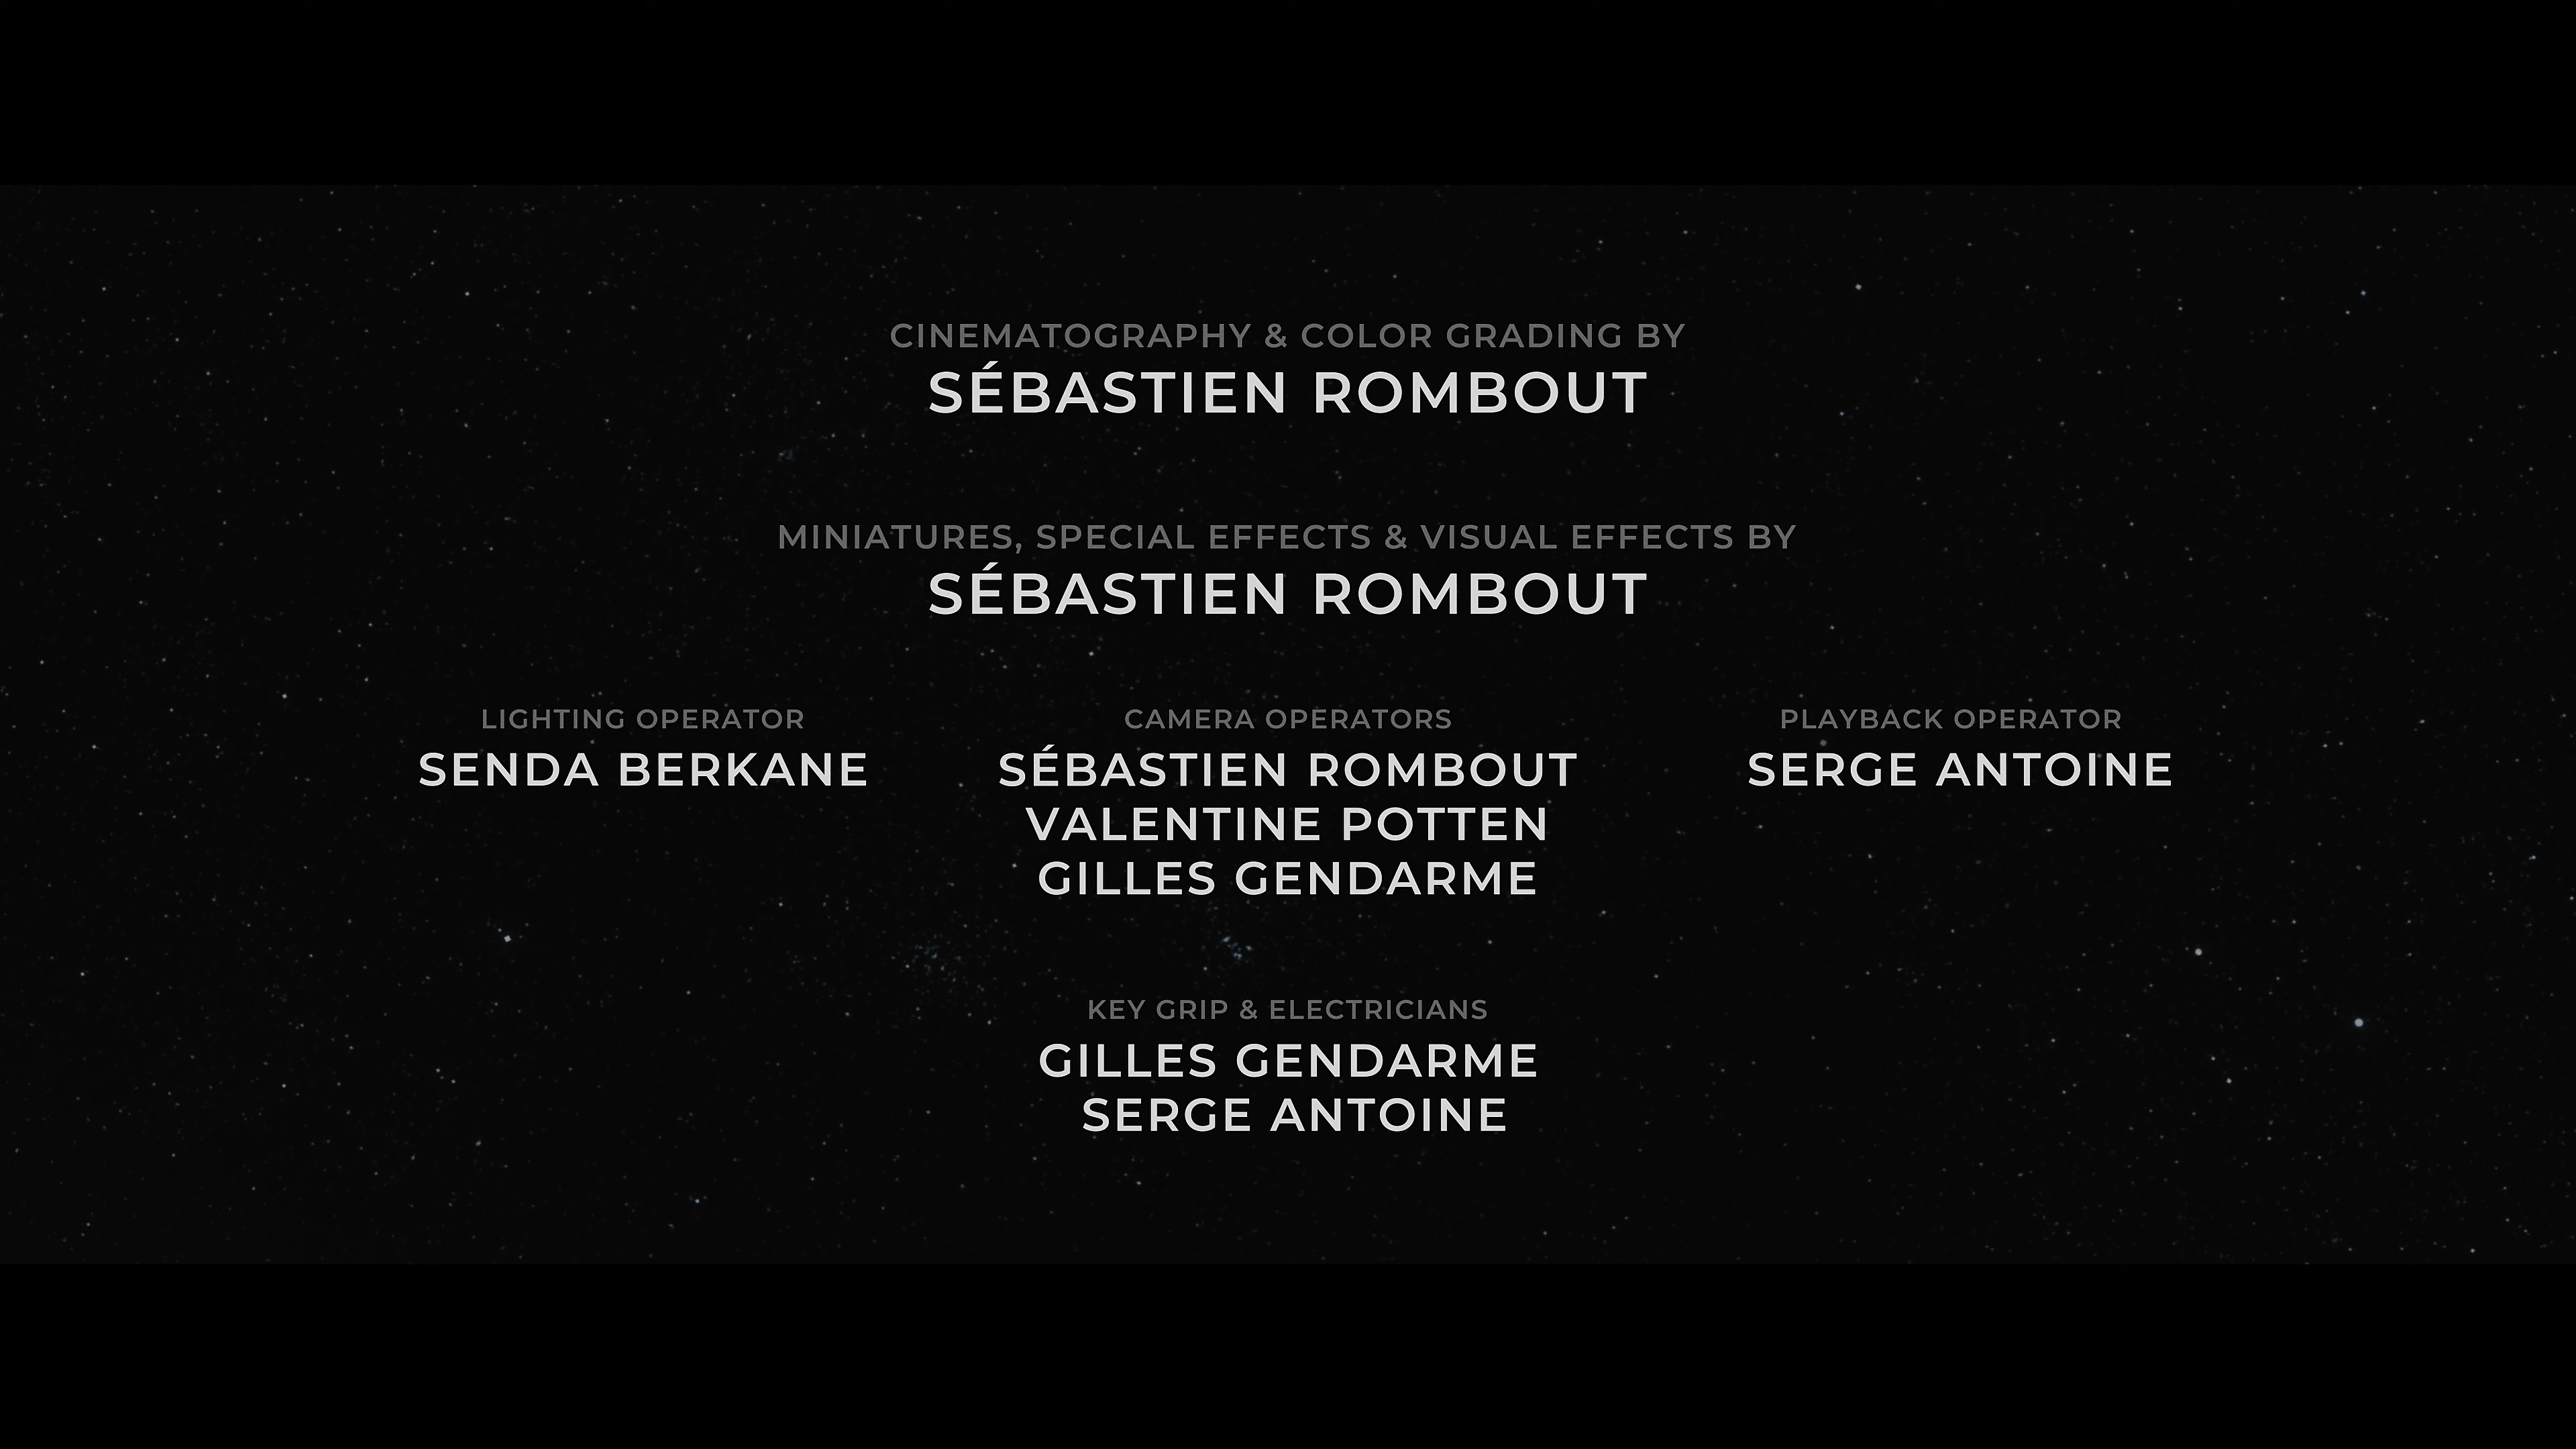 CINEMATOGRAPHY & COLOR GRADING BY
SÉBASTIEN ROMBOUT
MINIATURES, SPECIAL EFFECTS & VISUAL EFFECTS BY
SÉBASTIEN ROMBOUT
LIGHTING OPERATOR
SENDA BERKANE
CAMERA OPERATORS
SÉBASTIEN ROMBOUT
VALENTINE POTTEN
GILLES GENDARME
PLAYBACK OPERATOR
SERGE ANTOINE
KEY GRIP & ELECTRICIANS
GILLES GENDARME
SERGE ANTOINE